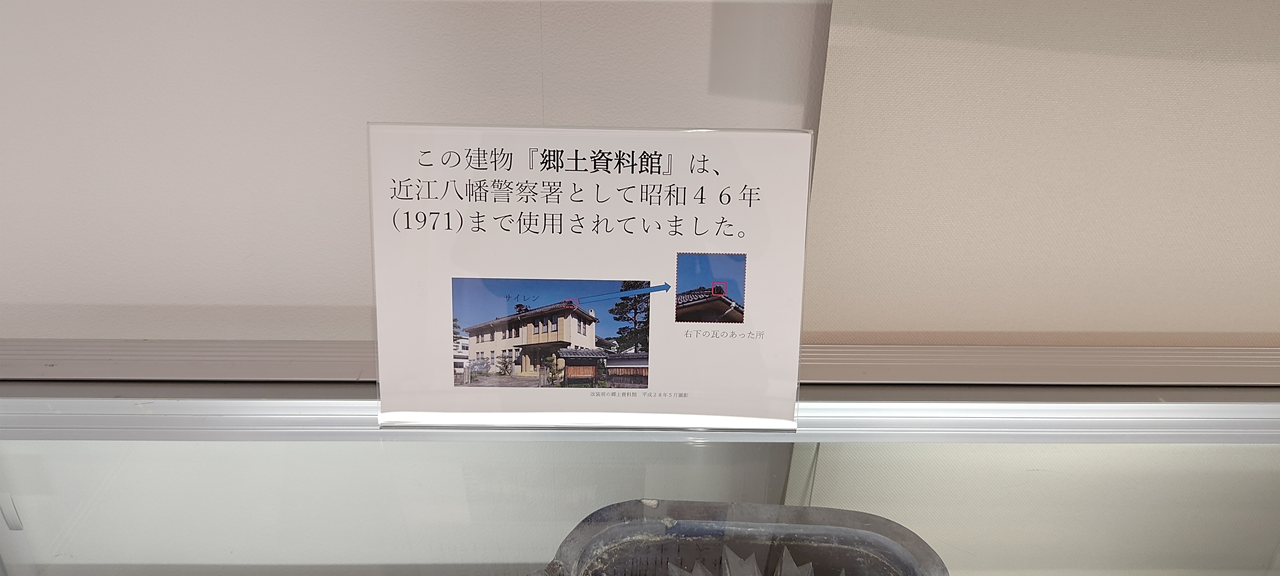 この建物『郷土資料館』は、
近江八幡警察署として昭和４６年
(1971)まで使用されていました。
サイレン
右下の瓦のあった所